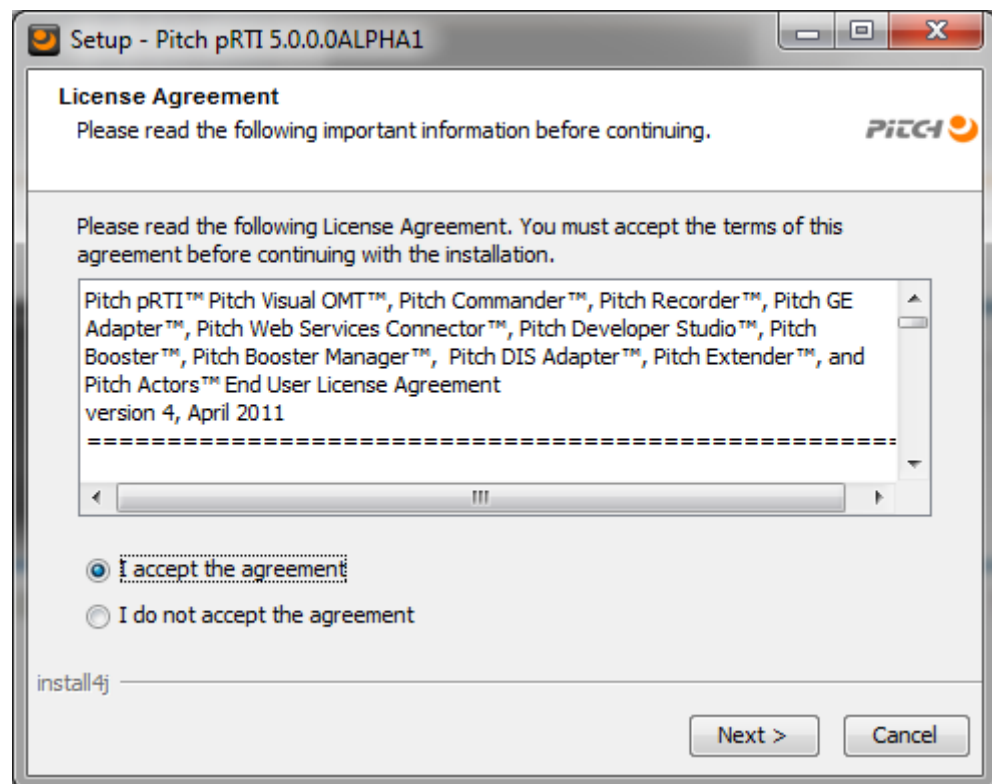 Setup - Pitch pRTI 5.0.0.0ALPHA1
License Agreement
Please read the following important information before continuing.
PITCH
Please read the following License Agreement. You must accept the terms of this
agreement before continuing with the installation.
Pitch pRTI™ Pitch Visual OMT™, Pitch Commander™, Pitch Recorder™, Pitch GE
Adapter™, Pitch Web Services Connector™, Pitch Developer Studio™, Pitch
Booster™, Pitch Booster Manager™,  Pitch DIS Adapter™, Pitch Extender™, and
Pitch Actors™ End User License Agreement
version 4, April 2011
=====================================================
I accept the agreement
I do not accept the agreement
install4j
Next >
Cancel